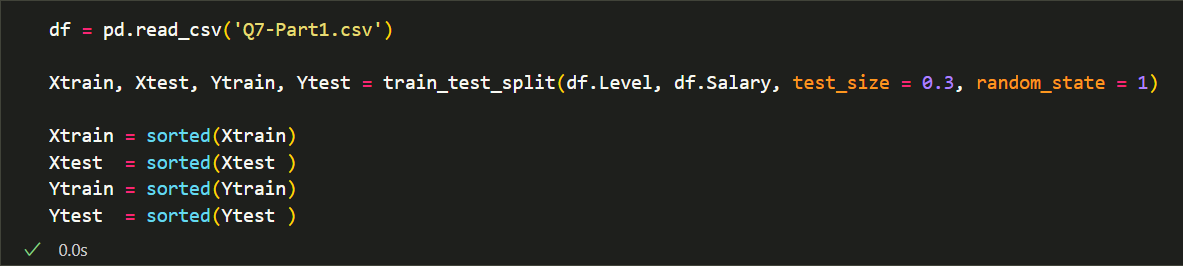 df = pd.read_csv('Q7-Part1.csv')
Xtrain, Xtest, Ytrain, Ytest = train_test_split(df.Level, df.Salary, test_size = 0.3, random_state = 1)
Xtrain = sorted(Xtrain)
Xtest  = sorted(Xtest )
Ytrain = sorted(Ytrain)
Ytest  = sorted(Ytest )
0.0s